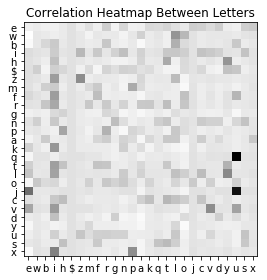 Correlation Heatmap Between Letters
e
w
b
i
h
$
z
m
f
r
g
n
p
a
k
q
t
l
o
j
c
v
d
y
u
s
x
e w b i h $ z m f r g n p a k q t l o j c v d y u s x